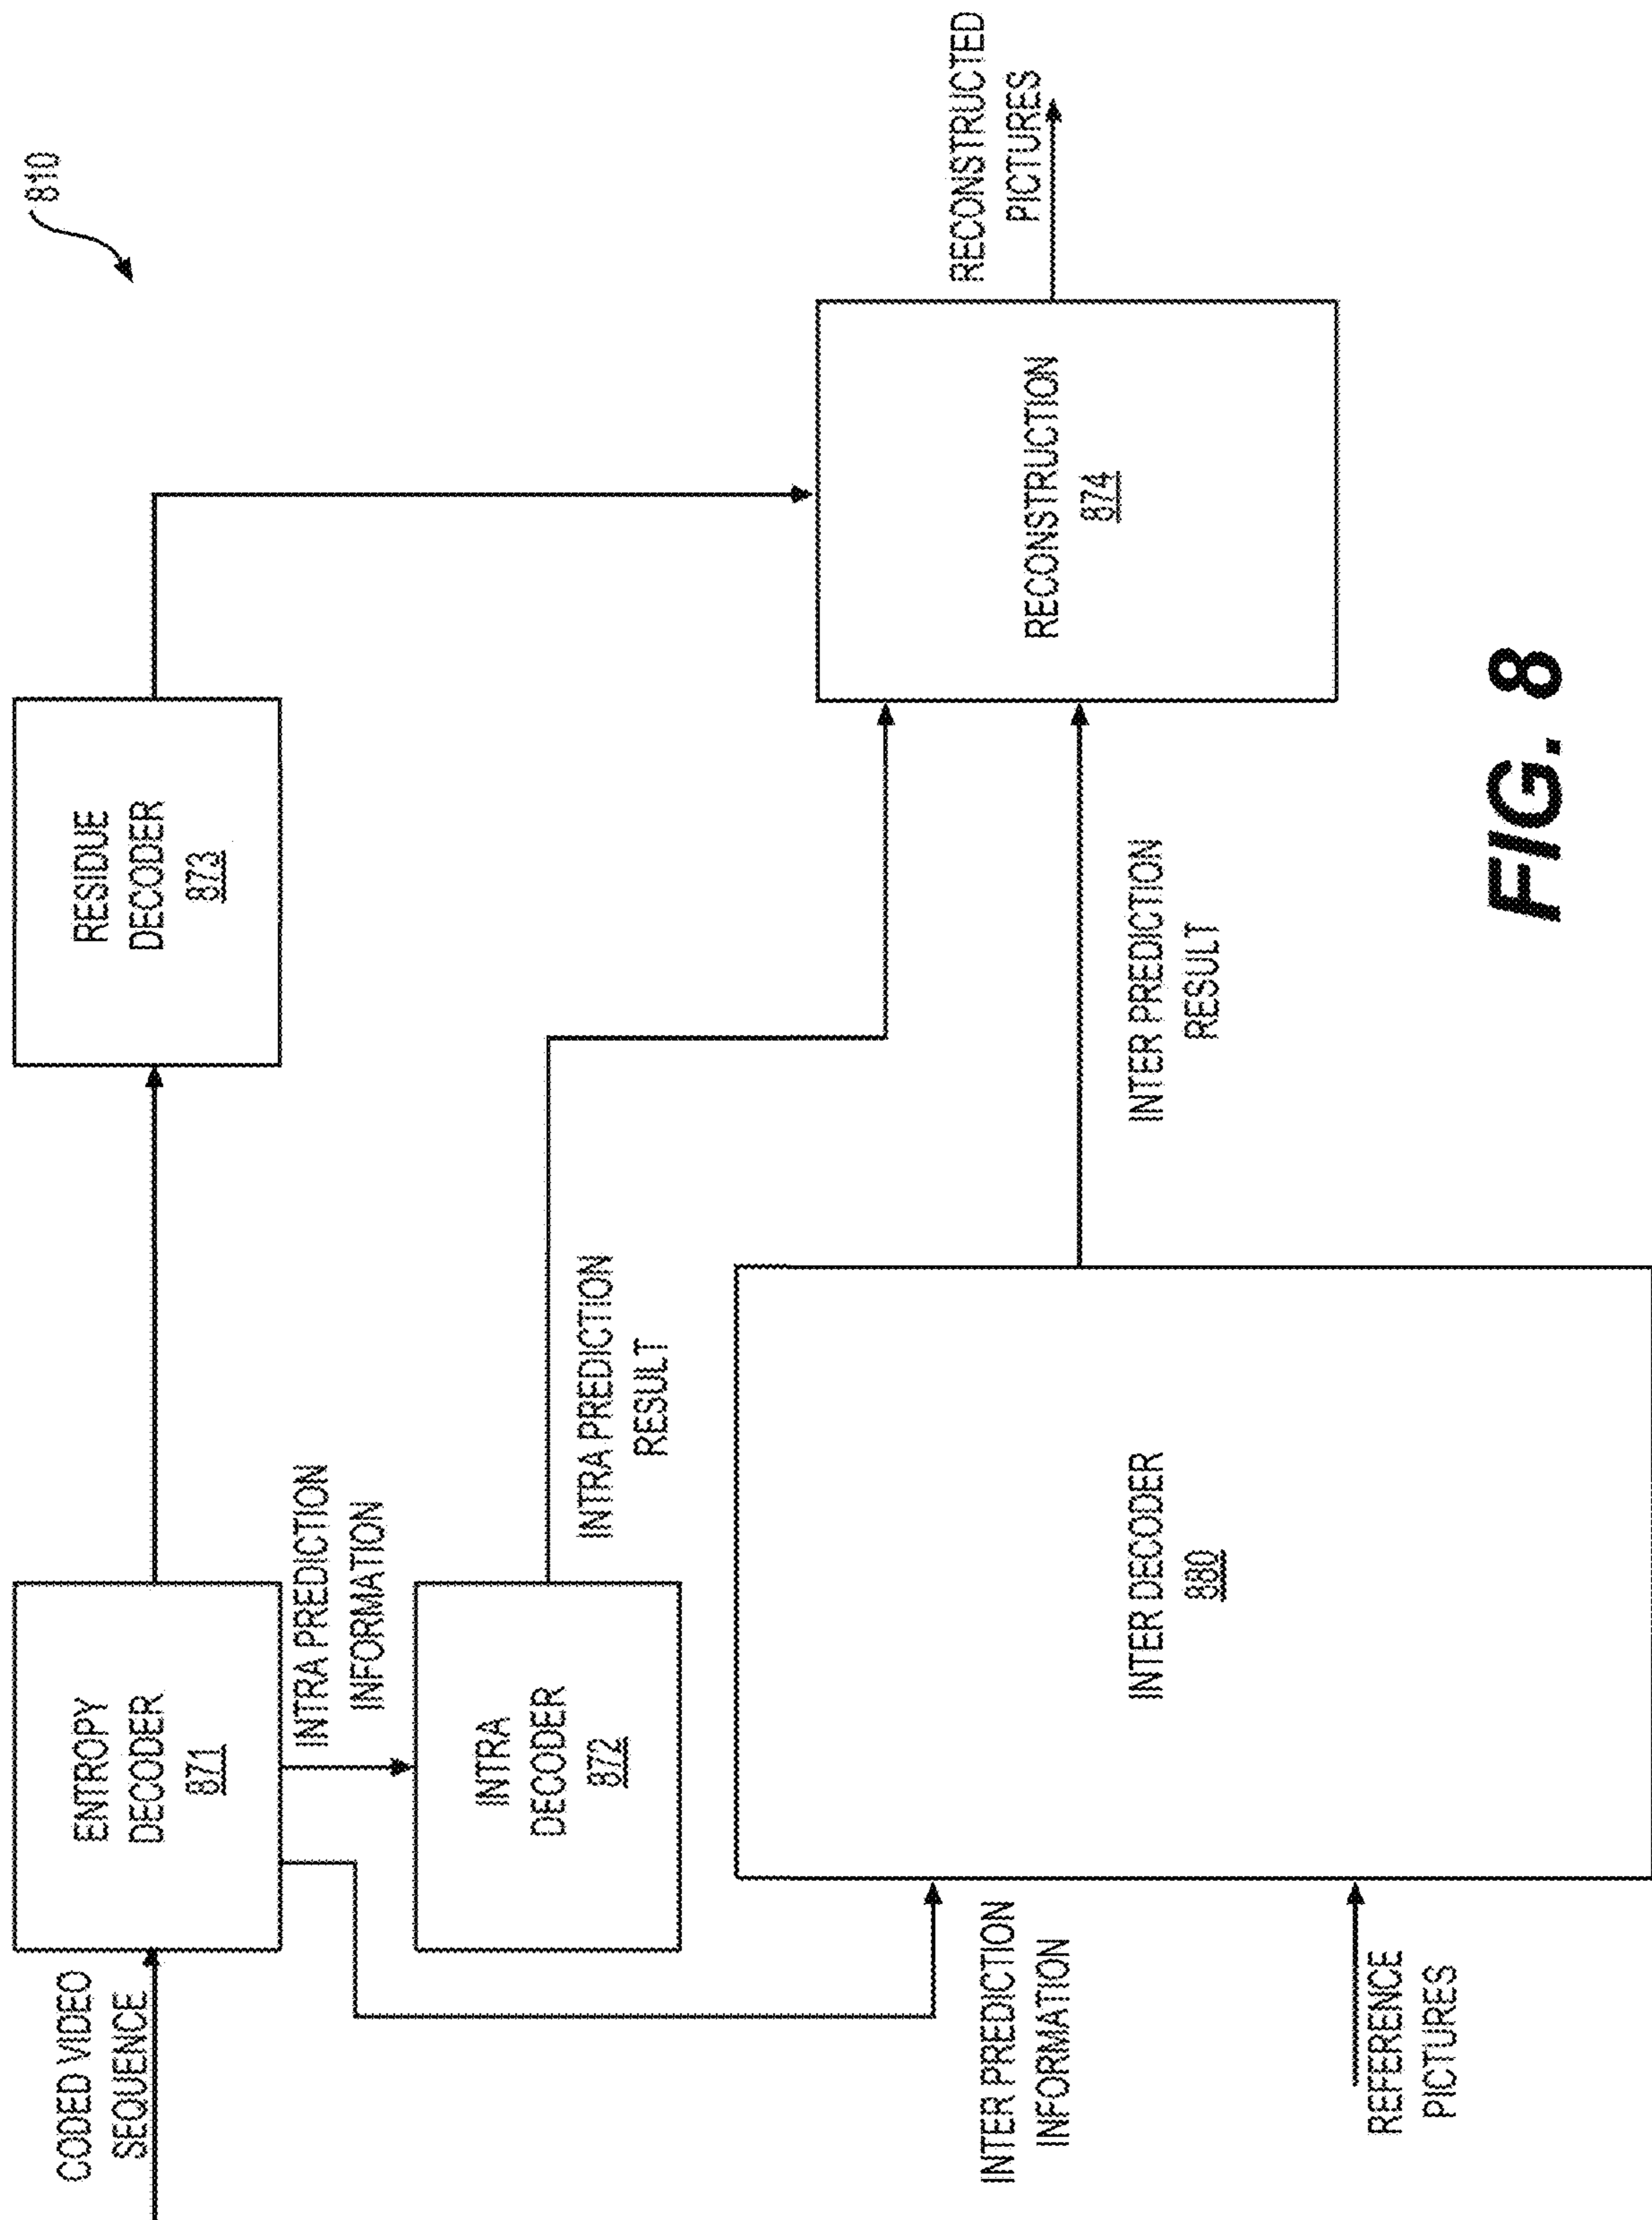 810
CODED VIDEO
SEQUENCE
ENTROPY
DECODER
871
RESIDUE
DECODER
873
INTRA PREDICTION
INFORMATION
INTRA
DECODER
872
INTRA PREDICTION
RESULT
RECONSTRUCTED
PICTURES
RECONSTRUCTION
874
INTER PREDICTION
INFORMATION
INTER DECODER
880
INTER PREDICTION
RESULT
REFERENCE
PICTURES
FIG. 8